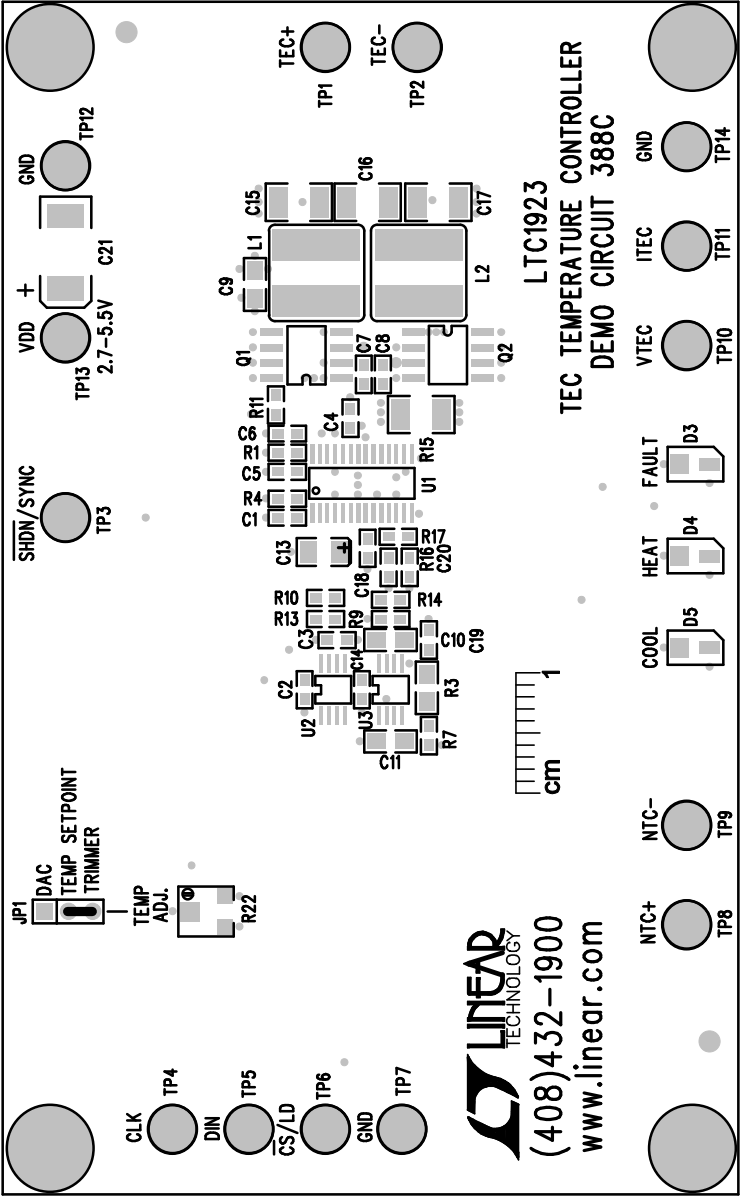 TEC+
TP1
TEC-
TP2
GND
TP12
C21
+
VDD
TP13
2.7-5.5V
C15
C16
C17
L1
C9
L2
Q1
C7
C8
Q2
R11
C4
R15
C6
R1
C5
U1
R4
C1
C13
+
C18
R17
R16
C20
R10
R13
R9
R14
C3
C14
C10
C19
C2
U2
U3
R3
R7
C11
LTC1923
TEC TEMPERATURE CONTROLLER
DEMO CIRCUIT 388C
GND
TP14
ITEC
TP11
VTEC
TP10
FAULT
D3
HEAT
D4
COOL
D5
SHDN/SYNC
TP3
1
cm
NTC-
TP9
NTC+
TP8
JP1
DAC
TEMP SETPOINT
TRIMMER
TEMP
ADJ.
R22
CLK
TP4
DIN
TP5
CS/LD
TP6
GND
TP7
LINEAR
TECHNOLOGY
(408)432-1900
www.linear.com